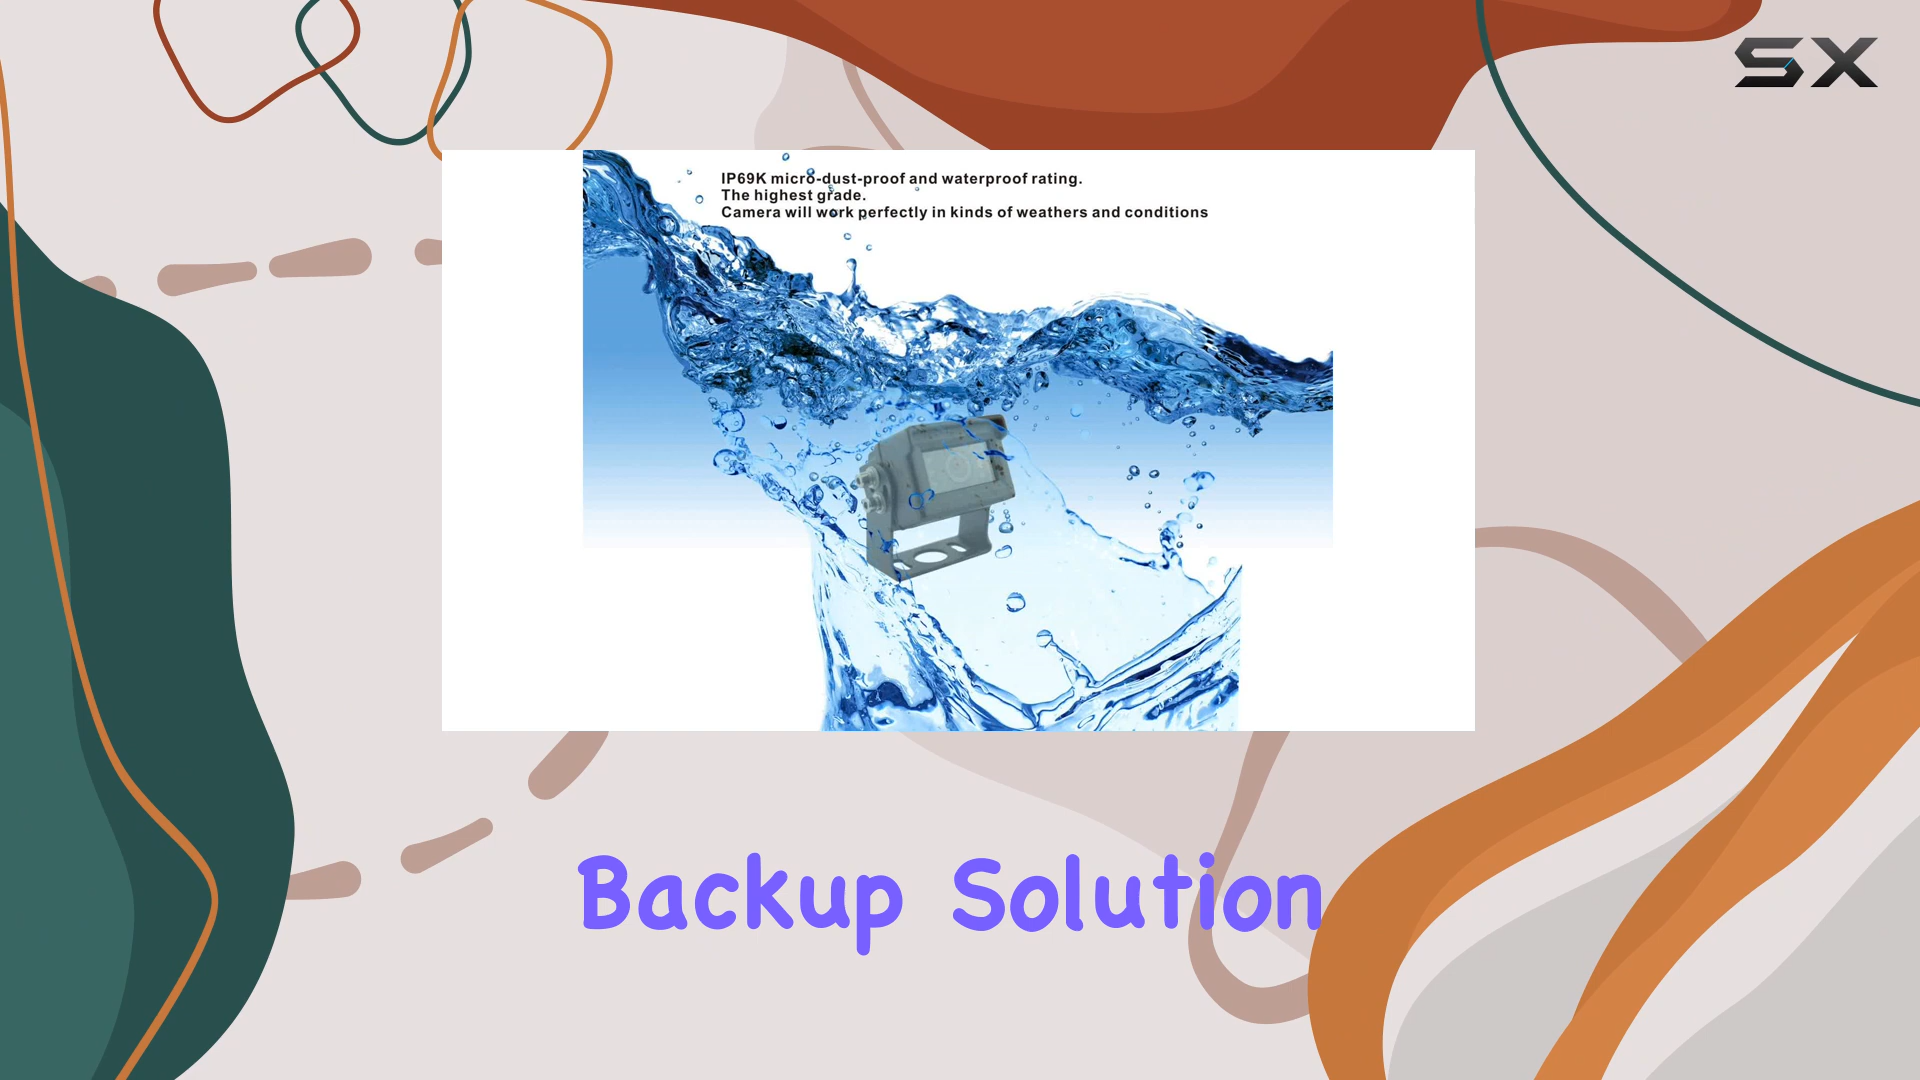 SX
IP69K micro-dust-proof and waterproof rating.
The highest grade.
Camera will work perfectly in kinds of weathers and conditions
Backup Solution